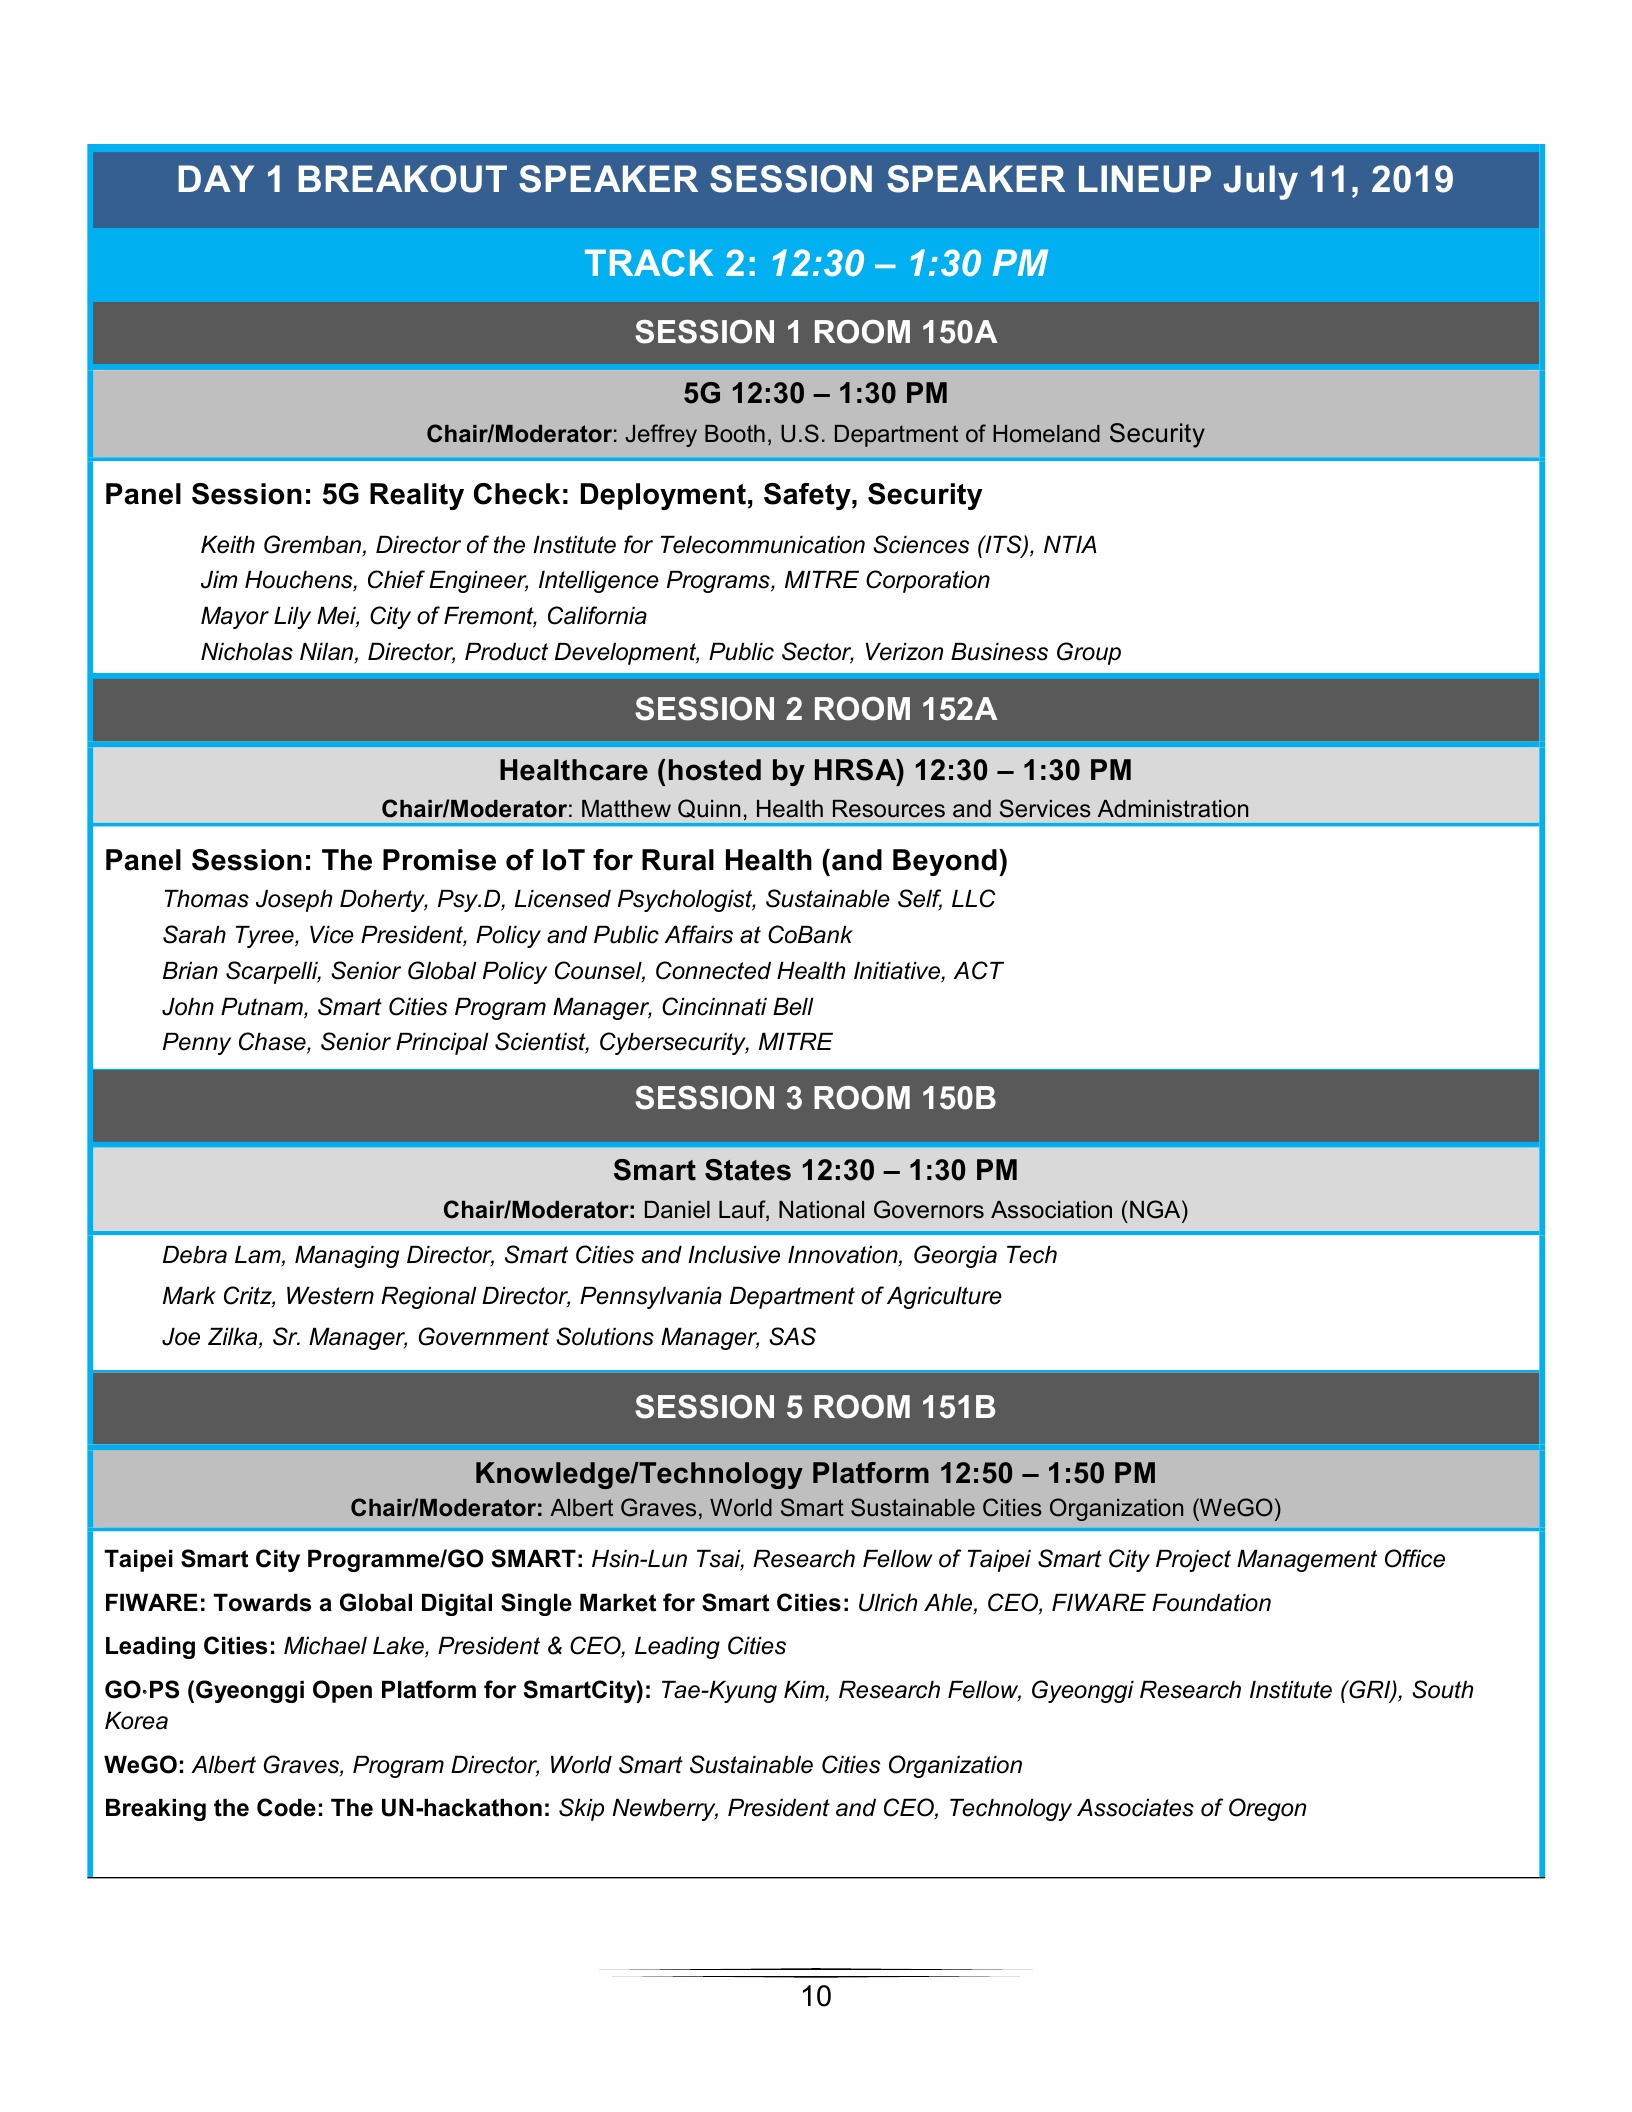 DAY 1 BREAKOUT SPEAKER SESSION SPEAKER LINEUP July 11, 2019
TRACK 2: 12:30 – 1:30 PM
SESSION 1 ROOM 150A
5G 12:30 – 1:30 PM
Chair/Moderator: Jeffrey Booth, U.S. Department of Homeland Security
Panel Session: 5G Reality Check: Deployment, Safety, Security
Keith Gremban, Director of the Institute for Telecommunication Sciences (ITS), NTIA
Jim Houchens, Chief Engineer, Intelligence Programs, MITRE Corporation
Mayor Lily Mei, City of Fremont, California
Nicholas Nilan, Director, Product Development, Public Sector, Verizon Business Group
SESSION 2 ROOM 152A
Healthcare (hosted by HRSA) 12:30 – 1:30 PM
Chair/Moderator: Matthew Quinn, Health Resources and Services Administration
Panel Session: The Promise of IoT for Rural Health (and Beyond)
Thomas Joseph Doherty, Psy.D, Licensed Psychologist, Sustainable Self, LLC
Sarah Tyree, Vice President, Policy and Public Affairs at CoBank
Brian Scarpelli, Senior Global Policy Counsel, Connected Health Initiative, ACT
John Putnam, Smart Cities Program Manager, Cincinnati Bell
Penny Chase, Senior Principal Scientist, Cybersecurity, MITRE
SESSION 3 ROOM 150B
Smart States 12:30 – 1:30 PM
Chair/Moderator: Daniel Lauf, National Governors Association (NGA)
Debra Lam, Managing Director, Smart Cities and Inclusive Innovation, Georgia Tech
Mark Critz, Western Regional Director, Pennsylvania Department of Agriculture
Joe Zilka, Sr. Manager, Government Solutions Manager, SAS
SESSION 5 ROOM 151B
Knowledge/Technology Platform 12:50 – 1:50 PM
Chair/Moderator: Albert Graves, World Smart Sustainable Cities Organization (WeGO)
Taipei Smart City Programme/GO SMART: Hsin-Lun Tsai, Research Fellow of Taipei Smart City Project Management Office
FIWARE: Towards a Global Digital Single Market for Smart Cities: Ulrich Ahle, CEO, FIWARE Foundation
Leading Cities: Michael Lake, President & CEO, Leading Cities
GO·PS (Gyeonggi Open Platform for SmartCity): Tae-Kyung Kim, Research Fellow, Gyeonggi Research Institute (GRI), South
Korea
WeGO: Albert Graves, Program Director, World Smart Sustainable Cities Organization
Breaking the Code: The UN-hackathon: Skip Newberry, President and CEO, Technology Associates of Oregon
10